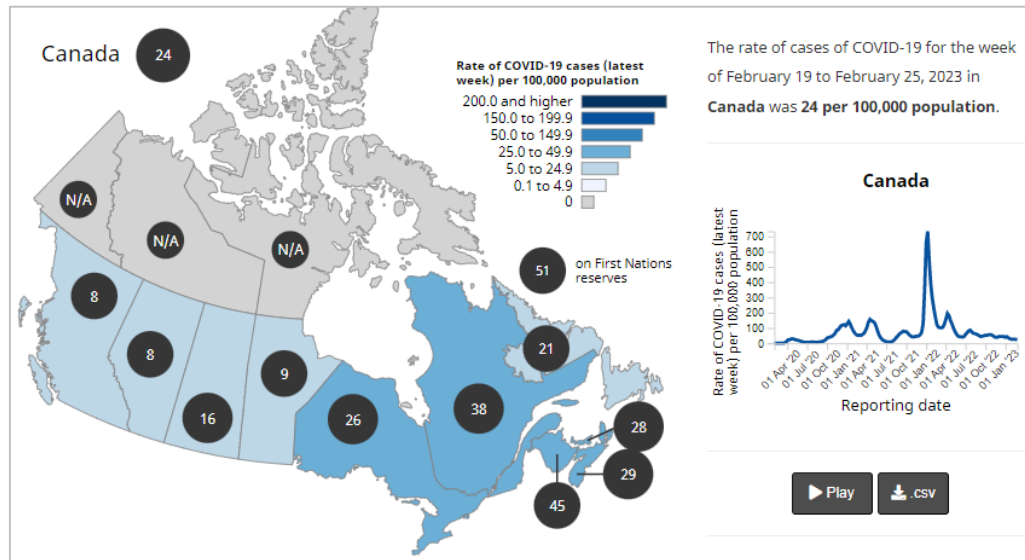 Canada
24
Rate of COVID-19 cases (latest
week) per 100,000 population
200.0 and higher
150.0 to 199.9
50.0 to 149.9
25.0 to 49.9
5.0 to 24.9
0.1 to 4.9
0
N/A
N/A
N/A
51
on First Nations
reserves
8
8
16
9
26
38
21
28
29
45
The rate of cases of COVID-19 for the week
of February 19 to February 25, 2023 in
Canada was 24 per 100,000 population.
Canada
Rate of COVID-19 cases (latest
week) per 100,000 population
700
600
500
400
300
200
100
0
01 Apr '20
01 Jul '20
01 Oct '20
01 Jan '21
01 Apr '21
01 Jul '21
01 Oct '21
01 Jan '22
01 Apr '22
01 Jul '22
01 Oct '22
01 Jan '23
Reporting date
Play
.csv